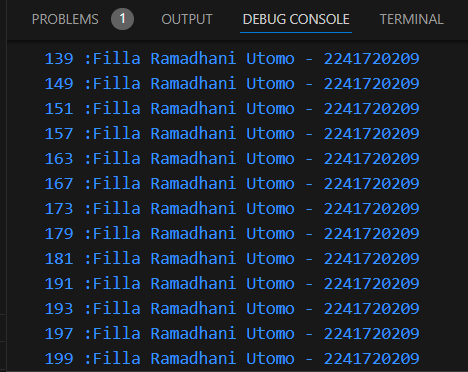 PROBLEMS 1 OUTPUT DEBUG CONSOLE TERMINAL
139 :Filla Ramadhani Utomo - 2241720209
149 :Filla Ramadhani Utomo - 2241720209
151 :Filla Ramadhani Utomo - 2241720209
157 :Filla Ramadhani Utomo - 2241720209
163 :Filla Ramadhani Utomo - 2241720209
167 :Filla Ramadhani Utomo - 2241720209
173 :Filla Ramadhani Utomo - 2241720209
179 :Filla Ramadhani Utomo - 2241720209
181 :Filla Ramadhani Utomo - 2241720209
191 :Filla Ramadhani Utomo - 2241720209
193 :Filla Ramadhani Utomo - 2241720209
197 :Filla Ramadhani Utomo - 2241720209
199 :Filla Ramadhani Utomo - 2241720209